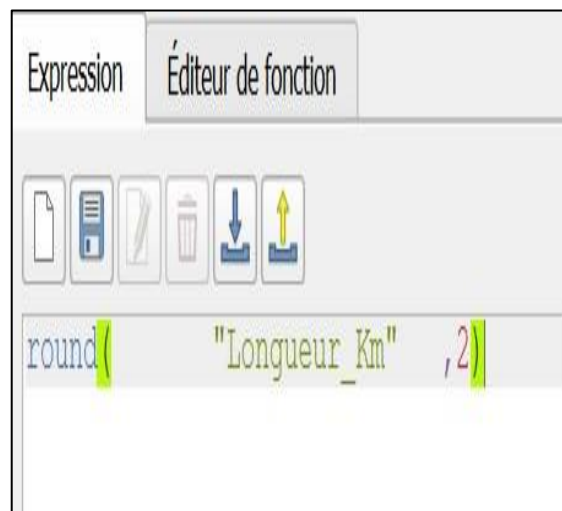 Expression
Éditeur de fonction
round( "Longueur_Km" ,2)